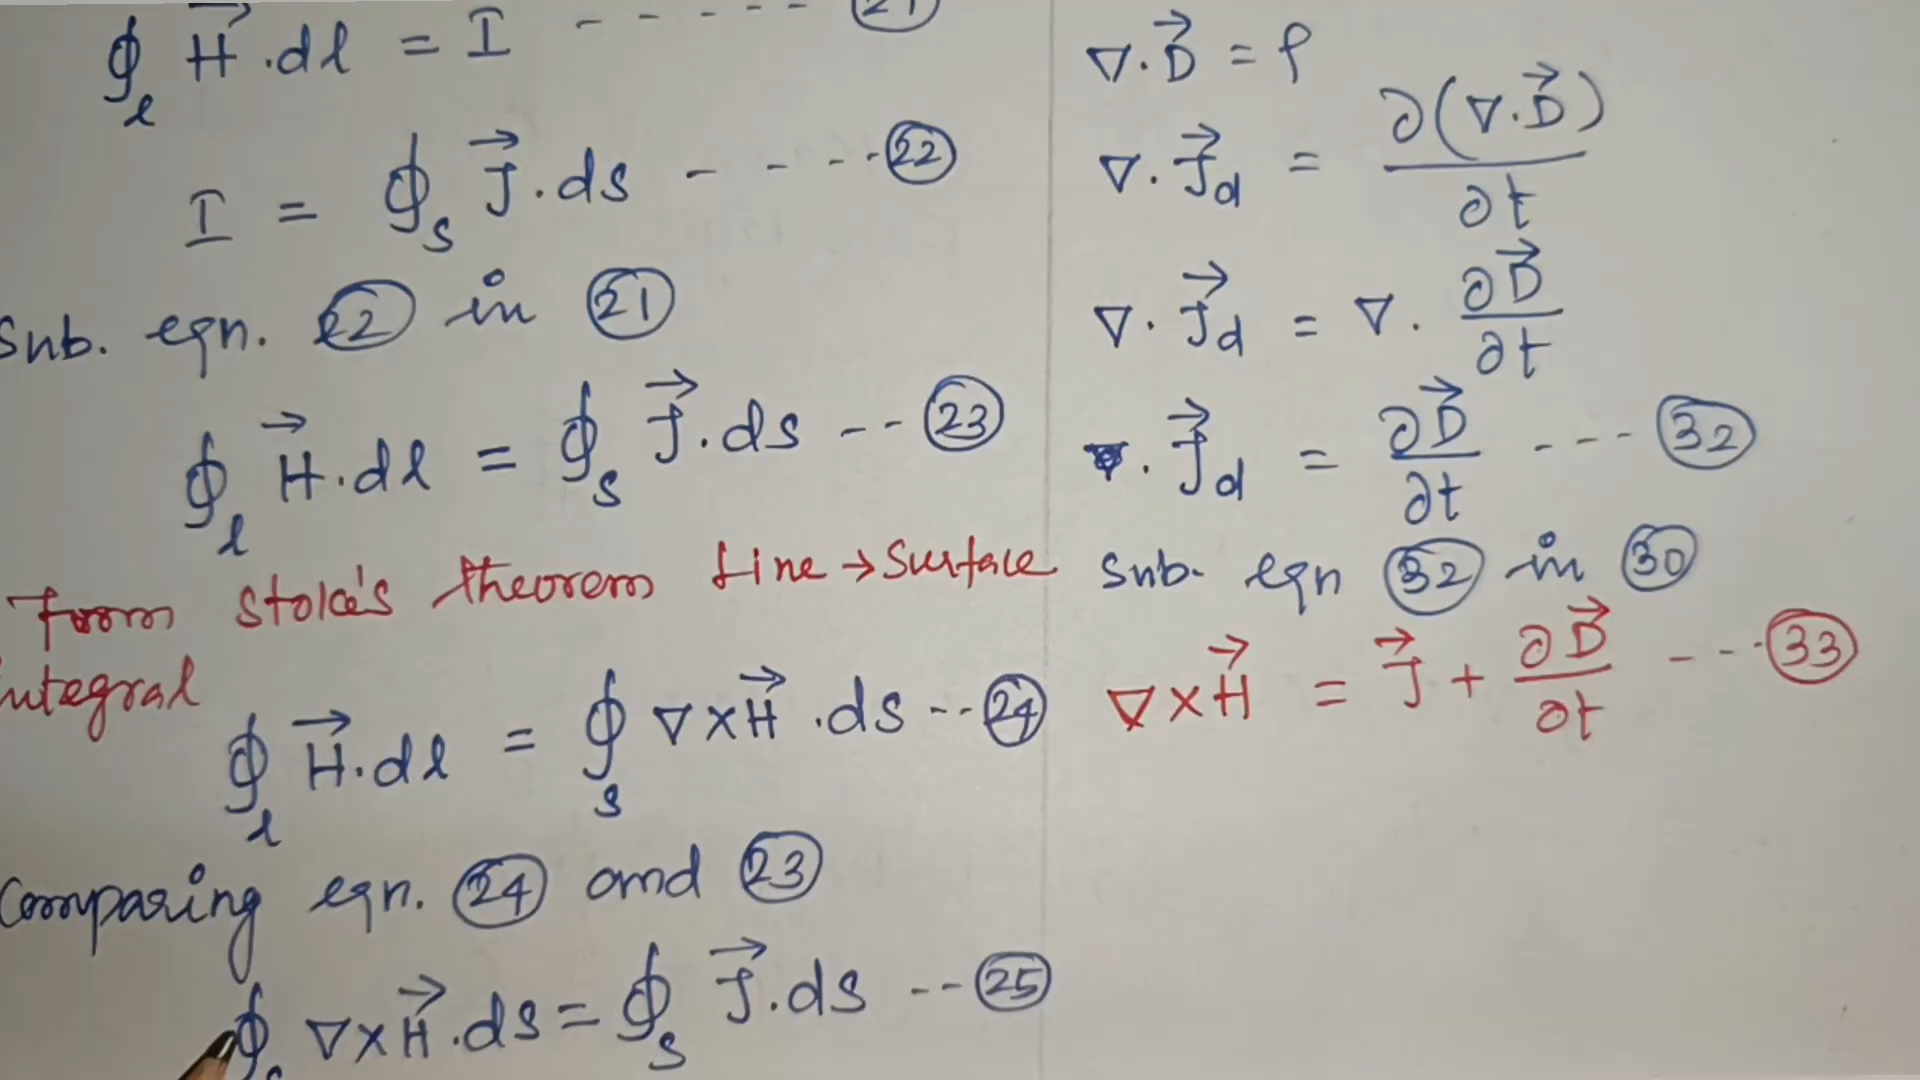 ∮l H⃗ .dl = I ----- 21
I = ∮s J⃗.ds ---- 22
Sub. eqn. 22 in 21
∮l H⃗.dl = ∮s J⃗.ds --- 23
From Stoke's theorem Line → Surface
integral
∮l H⃗.dl = ∮s ∇×H⃗ .ds -- 24
Comparing eqn. 24 and 23
∮s ∇×H⃗.ds = ∮s J⃗.ds -- 25
∇.D⃗ = ρ
∇.J⃗d = ∂(∇.D⃗)/∂t
∇.J⃗d = ∇. ∂D⃗/∂t
. J⃗d = ∂D⃗/∂t ---- 32
Sub. eqn 32 in 30
∇×H⃗ = J⃗ + ∂D⃗/∂t --- 33